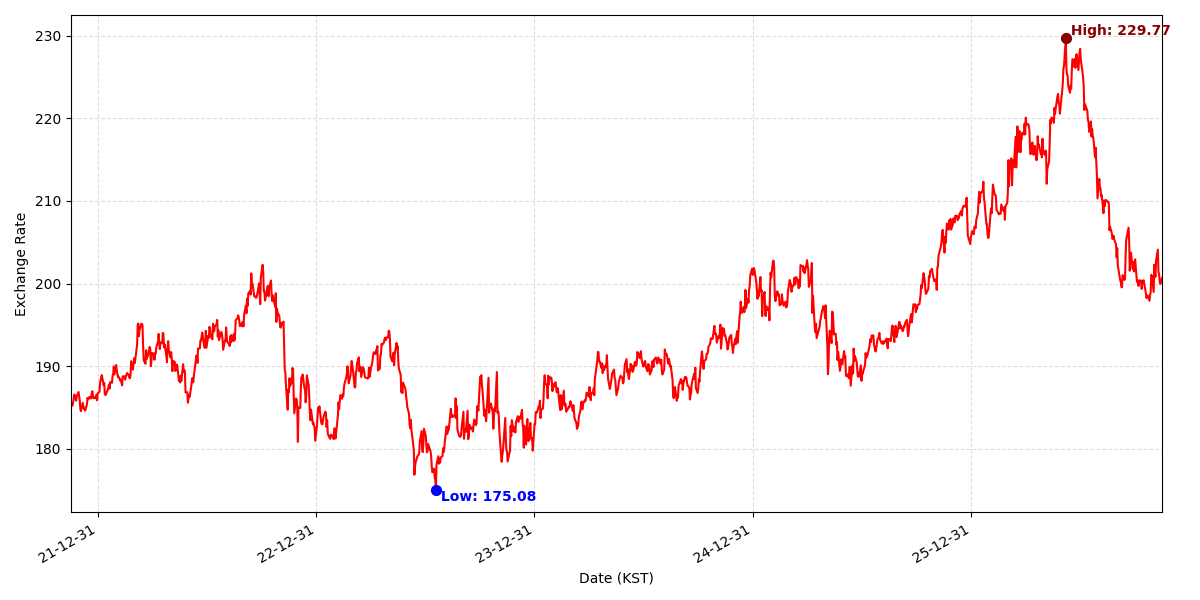 High: 229.77
230
220
210
200
190
180
Exchange Rate
Low: 175.08
21-12-31
22-12-31
23-12-31
24-12-31
25-12-31
Date (KST)